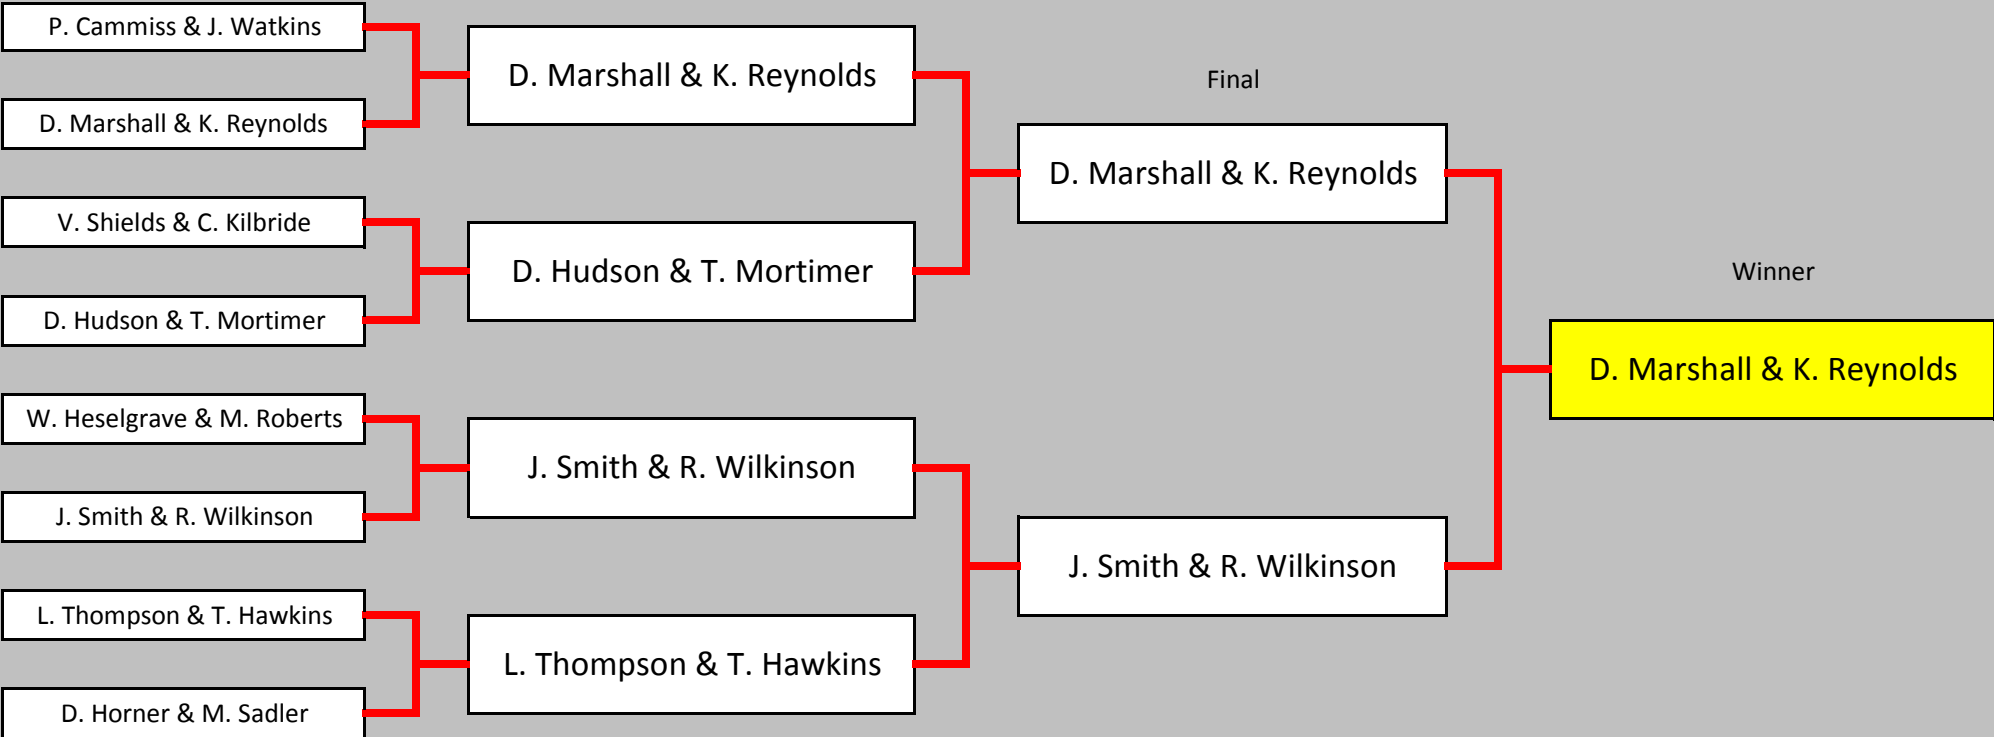 P. Cammiss & J. Watkins
D. Marshall & K. Reynolds
V. Shields & C. Kilbride
D. Hudson & T. Mortimer
W. Heselgrave & M. Roberts
J. Smith & R. Wilkinson
L. Thompson & T. Hawkins
D. Horner & M. Sadler
D. Marshall & K. Reynolds
D. Hudson & T. Mortimer
J. Smith & R. Wilkinson
L. Thompson & T. Hawkins
Final
D. Marshall & K. Reynolds
J. Smith & R. Wilkinson
Winner
D. Marshall & K. Reynolds